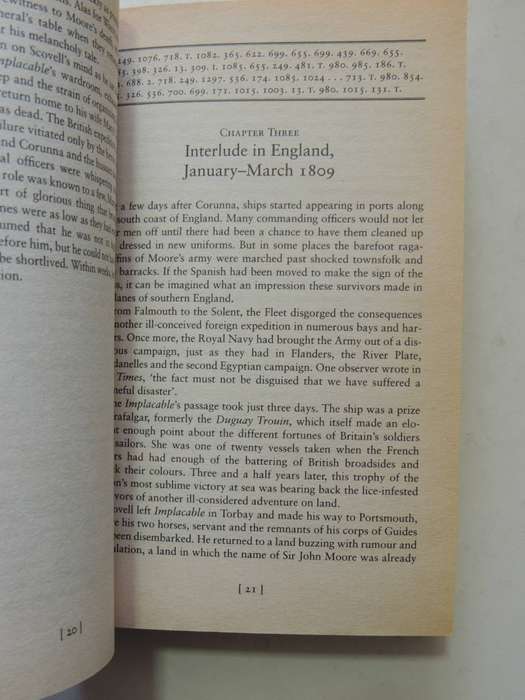 ewitness to Moore's death
neral's table when they
r his melancholy tale.
n on Scovell's mind as he
mplacable's wardroom,
p and the strain of organi
return home to his wife Mary
as dead. The British expedi
ilure vitiated only by the
nd Corunna and the
al officers were whispe
role was known to a few,
rt of glorious thing that
nes were as low as they had
umed that he was not
efore him, but he could not
be shortlived. Within weeks,
sion.
[ 20 ]
249. 1076. 718. T. 1082. 365. 622. 699. 655. 699. 439. 669. 655.
5. 398. 326. 13. 309. I. 1085. 655. 249. 481. T. 980. 985. 186. T.
. 688. 2. 718. 249. 1297. 536. 174. 1085. 1024 . . . 713. T. 980. 854.
. 326. 536. 700. 699. 171. 1015. 1003. 13. T. 980. 1015. 131. T.
CHAPTER THREE
Interlude in England,
January–March 1809
a few days after Corunna, ships started appearing in ports along
south coast of England. Many commanding officers would not let
r men off until there had been a chance to have them cleaned up
dressed in new uniforms. But in some places the barefoot raga-
ffins of Moore's army were marched past shocked townsfolk and
barracks. If the Spanish had been moved to make the sign of the
s, it can be imagined what an impression these survivors made in
lanes of southern England.
rom Falmouth to the Solent, the Fleet disgorged the consequences
nother ill-conceived foreign expedition in numerous bays and har-
rs. Once more, the Royal Navy had brought the Army out of a dis-
ous campaign, just as they had in Flanders, the River Plate,
danelles and the second Egyptian campaign. One observer wrote in
Times, 'the fact must not be disguised that we have suffered a
neful disaster'.
he Implacable's passage took just three days. The ship was a prize
rafalgar, formerly the Duguay Trouin, which itself made an elo-
t enough point about the different fortunes of Britain's soldiers
sailors. She was one of twenty vessels taken when the French
rs had had enough of the battering of British broadsides and
k their colours. Three and a half years later, this trophy of the
on's most sublime victory at sea was bearing back the lice-infested
vors of another ill-considered adventure on land.
ovell left Implacable in Torbay and made his way to Portsmouth,
re his two horses, servant and the remnants of his corps of Guides
been disembarked. He returned to a land buzzing with rumour and
ulation, a land in which the name of Sir John Moore was already
[ 21 ]